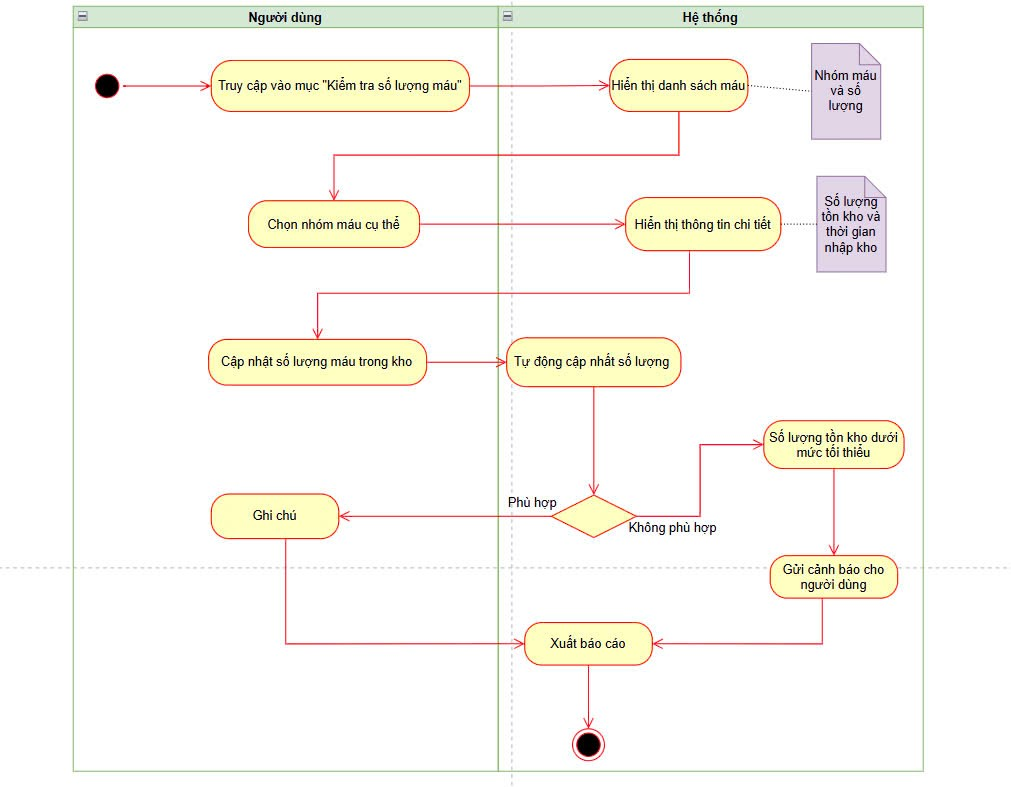 Người dùng
Hệ thống
Truy cập vào mục "Kiểm tra số lượng máu"
Hiển thị danh sách máu
Nhóm máu
và số
lượng
Chọn nhóm máu cụ thể
Hiển thị thông tin chi tiết
Số lượng
tồn kho và
thời gian
nhập kho
Cập nhật số lượng máu trong kho
Tự động cập nhất số lượng
Số lượng tồn kho dưới
mức tối thiểu
Phù hợp
Ghi chú
Không phù hợp
Gửi cảnh báo cho
người dùng
Xuất báo cáo